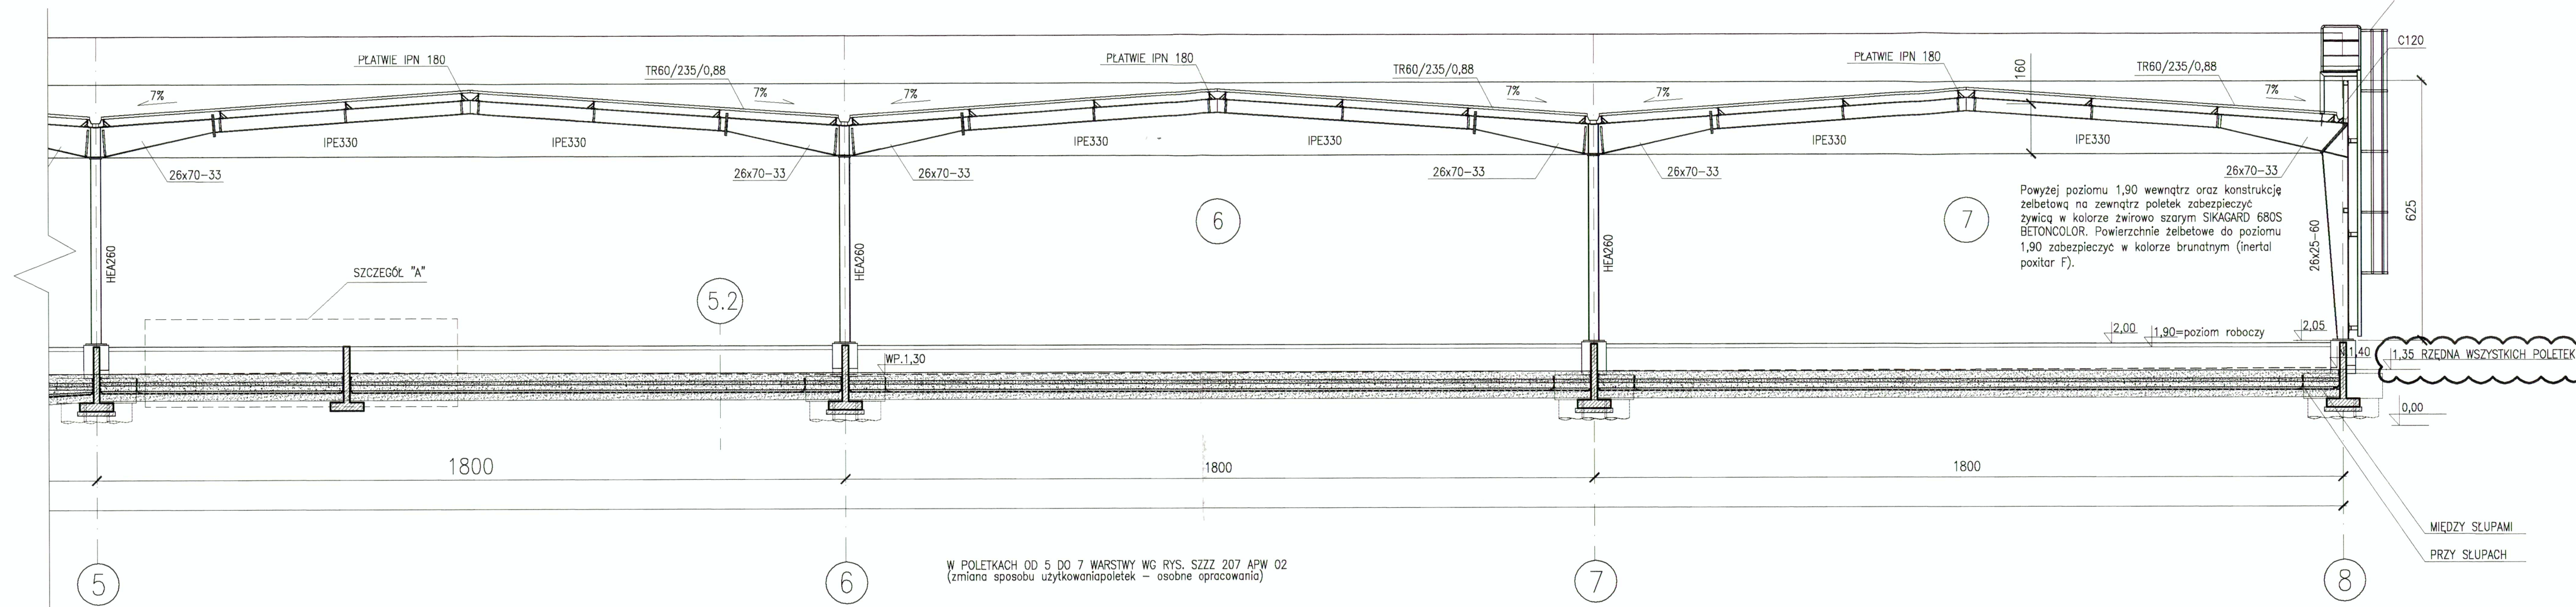 C120
PŁATWIE IPN 180
PŁATWIE IPN 180
PŁATWIE IPN 180
160
TR60/235/0,88
TR60/235/0,88
TR60/235/0,88
7%
7%
7%
7%
7%
7%
IPE330
IPE330
IPE330
IPE330
IPE330
IPE330
26x70-33
26x70-33
26x70-33
26x70-33
26x70-33
26x70-33
Powyżej poziomu 1,90 wewnątrz oraz konstrukcję
żelbetową na zewnątrz poletek zabezpieczyć
żywicą w kolorze żwirowo szarym SIKAGARD 680S
BETONCOLOR. Powierzchnie żelbetowe do poziomu
1,90 zabezpieczyć w kolorze brunatnym (inertal
poxitar F).
6
7
625
HEA260
HEA260
HEA260
26x25-60
SZCZEGÓŁ "A"
5.2
2,00
1,90=poziom roboczy
2,05
WP.1,30
1,40
1,35 RZĘDNA WSZYSTKICH POLETEK
0,00
1800
1800
1800
MIĘDZY SŁUPAMI
PRZY SŁUPACH
W POLETKACH OD 5 DO 7 WARSTWY WG RYS. SZZZ 207 APW 02
(zmiana sposobu użytkowaniapoletek – osobne opracowania)
5
6
7
8